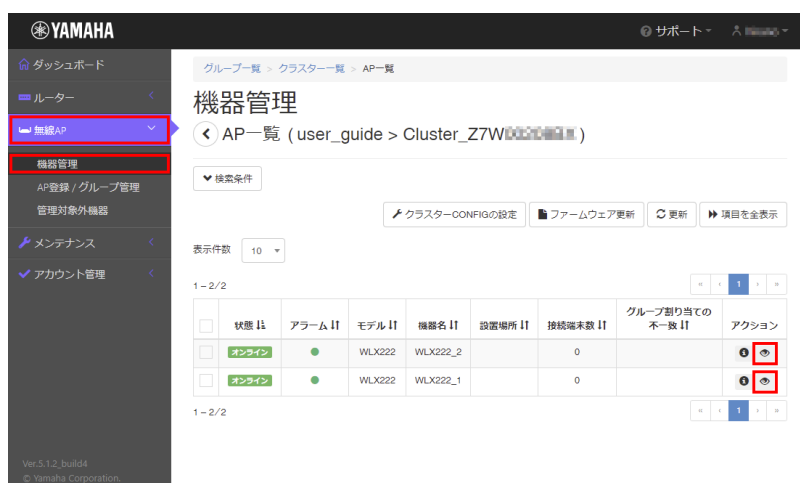 YAMAHA
サポート
ダッシュボード
ルーター
無線AP
機器管理
AP登録 / グループ管理
管理対象外機器
メンテナンス
アカウント管理
Ver.5.1.2_build4
© Yamaha Corporation.
グループ一覧 > クラスター一覧 > AP一覧
機器管理
AP一覧 ( user_guide > Cluster_Z7W )
検索条件
クラスターCONFIGの設定 ファームウェア更新 更新 項目を全表示
表示件数 10
1 – 2 / 2 « ‹ 1 › »
状態 アラーム モデル 機器名 設置場所 接続端末数 グループ割り当ての不一致 アクション
オンライン WLX222 WLX222_2 0
オンライン WLX222 WLX222_1 0
1 – 2 / 2 « ‹ 1 › »